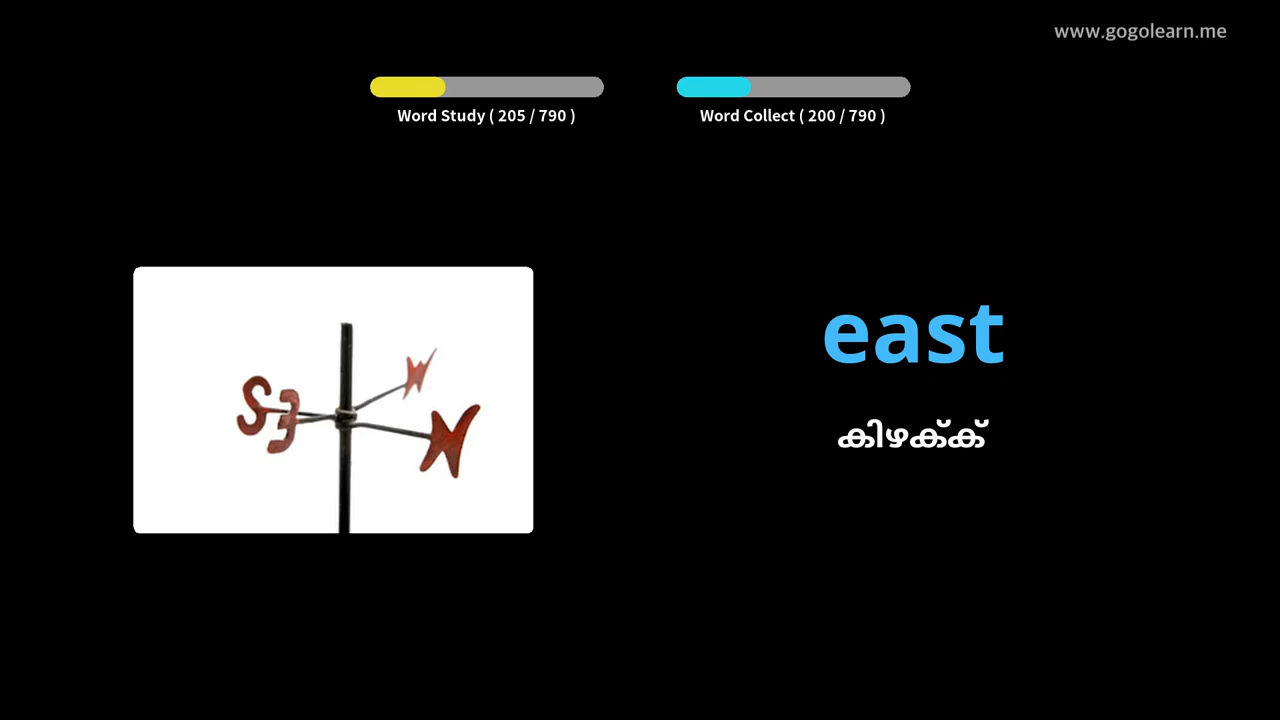 www.gogolearn.me
Word Study ( 205 / 790 )
Word Collect ( 200 / 790 )
east
കിഴക്ക്
S
E
W
N